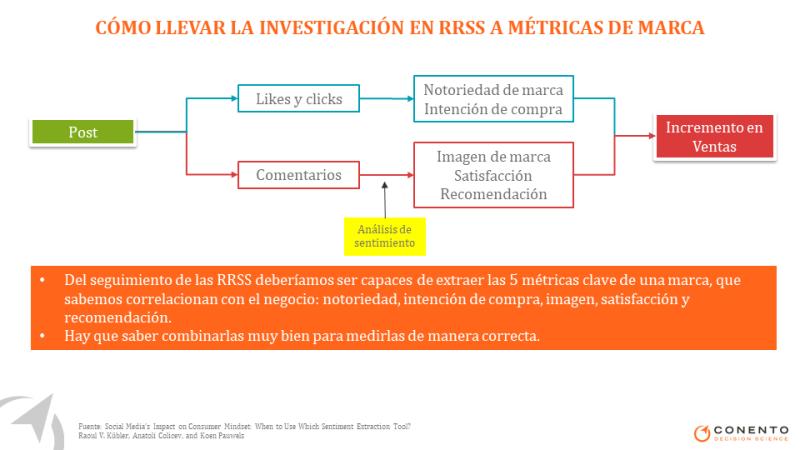 CÓMO LLEVAR LA INVESTIGACIÓN EN RRSS A MÉTRICAS DE MARCA
Post
Likes y clicks
Notoriedad de marca
Intención de compra
Incremento en
Ventas
Comentarios
Imagen de marca
Satisfacción
Recomendación
Análisis de
sentimiento
• Del seguimiento de las RRSS deberíamos ser capaces de extraer las 5 métricas clave de una marca, que
sabemos correlacionan con el negocio: notoriedad, intención de compra, imagen, satisfacción y
recomendación.
• Hay que saber combinarlas muy bien para medirlas de manera correcta.
Fuente: Social Media's Impact on Consumer Mindset: When to Use Which Sentiment Extraction Tool?
Raoul V. Kübler, Anatoli Colicev, and Koen Pauwels
CONENTO
DECISION SCIENCE